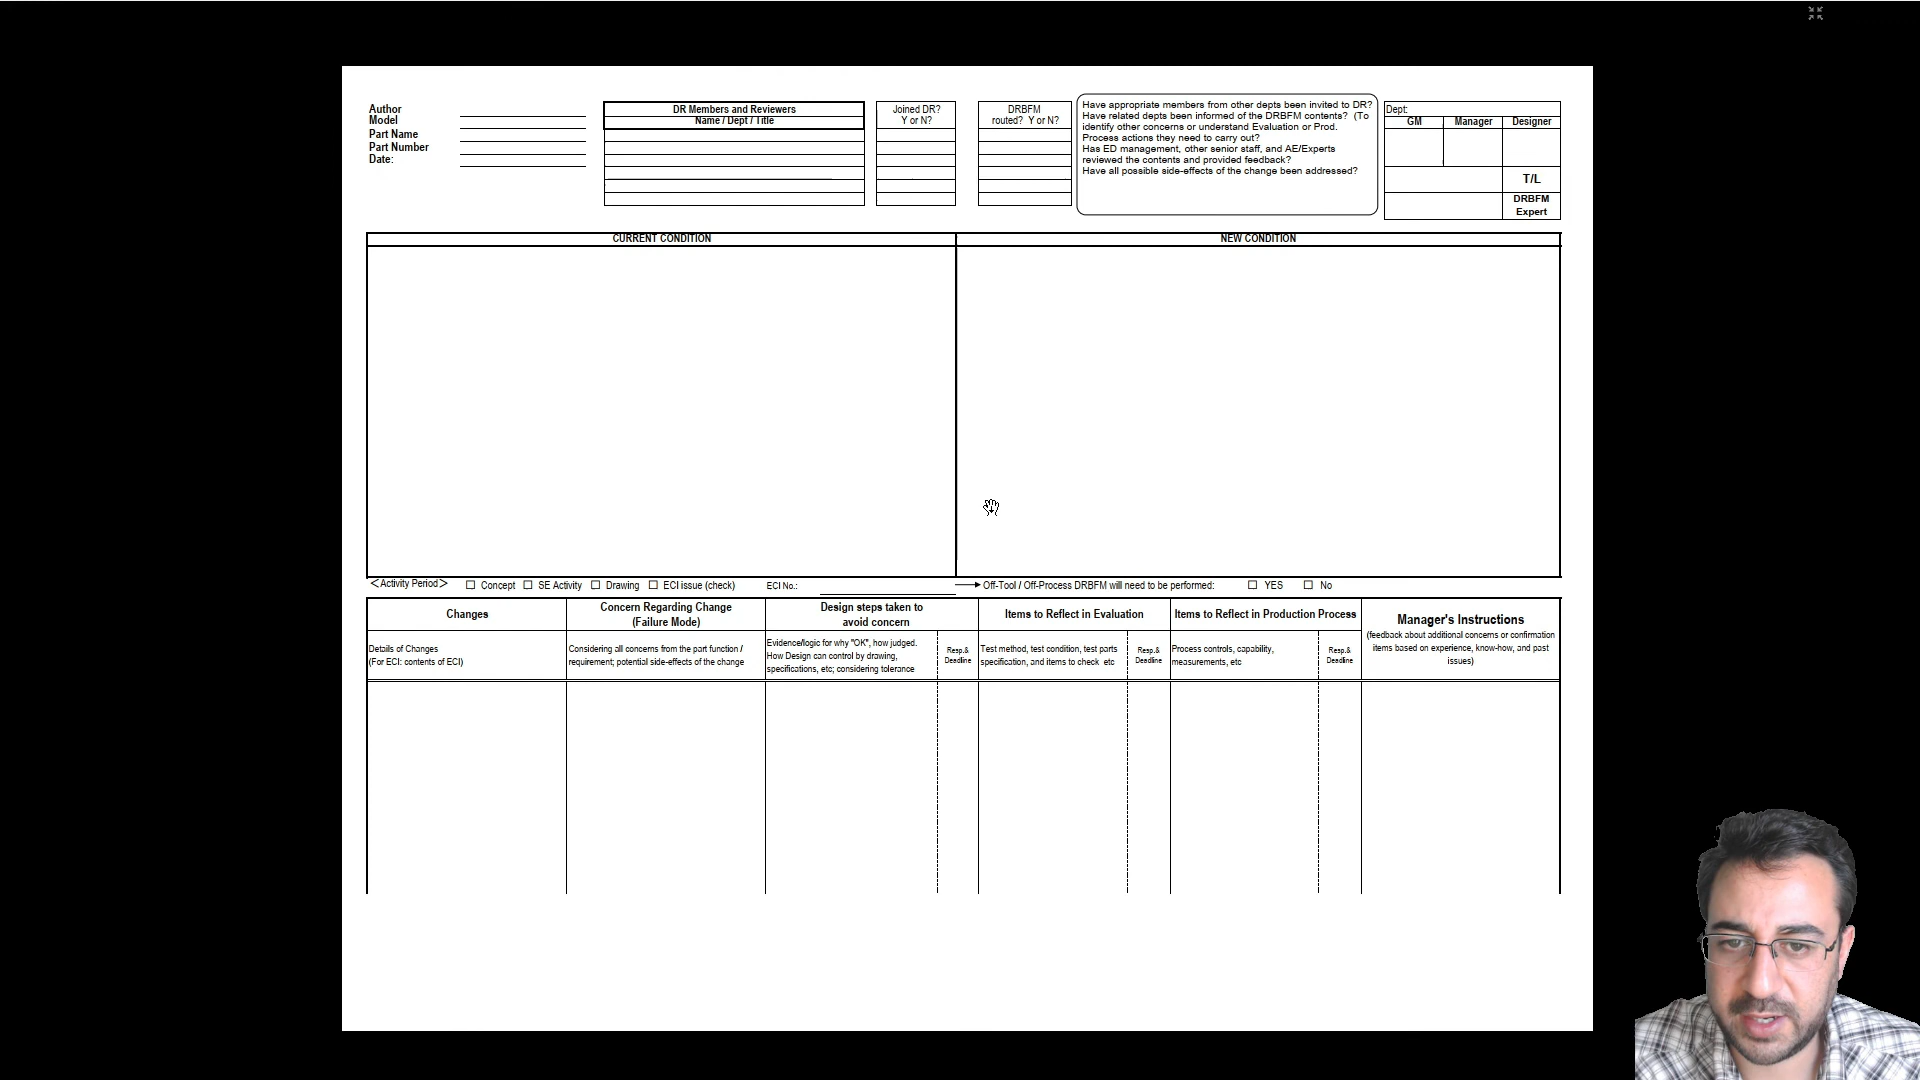 Author
Model
Part Name
Part Number
Date:
DR Members and Reviewers
Name / Dept / Title
Joined DR?
Y or N?
DRBFM
routed? Y or N?
Have appropriate members from other depts been invited to DR?
Have related depts been informed of the DRBFM contents? (To
identify other concerns or understand Evaluation or Prod.
Process actions they need to carry out?
Has ED management, other senior staff, and AE/Experts
reviewed the contents and provided feedback?
Have all possible side-effects of the change been addressed?
Dept:
GM Manager Designer
T/L
DRBFM
Expert
CURRENT CONDITION NEW CONDITION
<Activity Period> ☐ Concept ☐ SE Activity ☐ Drawing ☐ ECI issue (check) ECI No.: Off-Tool / Off-Process DRBFM will need to be performed: ☐ YES ☐ No
Changes
Details of Changes
(For ECI: contents of ECI)
Concern Regarding Change
(Failure Mode)
Considering all concerns from the part function /
requirement; potential side-effects of the change
Design steps taken to
avoid concern
Evidence/logic for why "OK", how judged.
How Design can control by drawing,
specifications, etc; considering tolerance
Resp.&
Deadline
Items to Reflect in Evaluation
Test method, test condition, test parts
specification, and items to check etc
Resp.&
Deadline
Items to Reflect in Production Process
Process controls, capability,
measurements, etc
Resp.&
Deadline
Manager's Instructions
(feedback about additional concerns or confirmation
items based on experience, know-how, and past
issues)